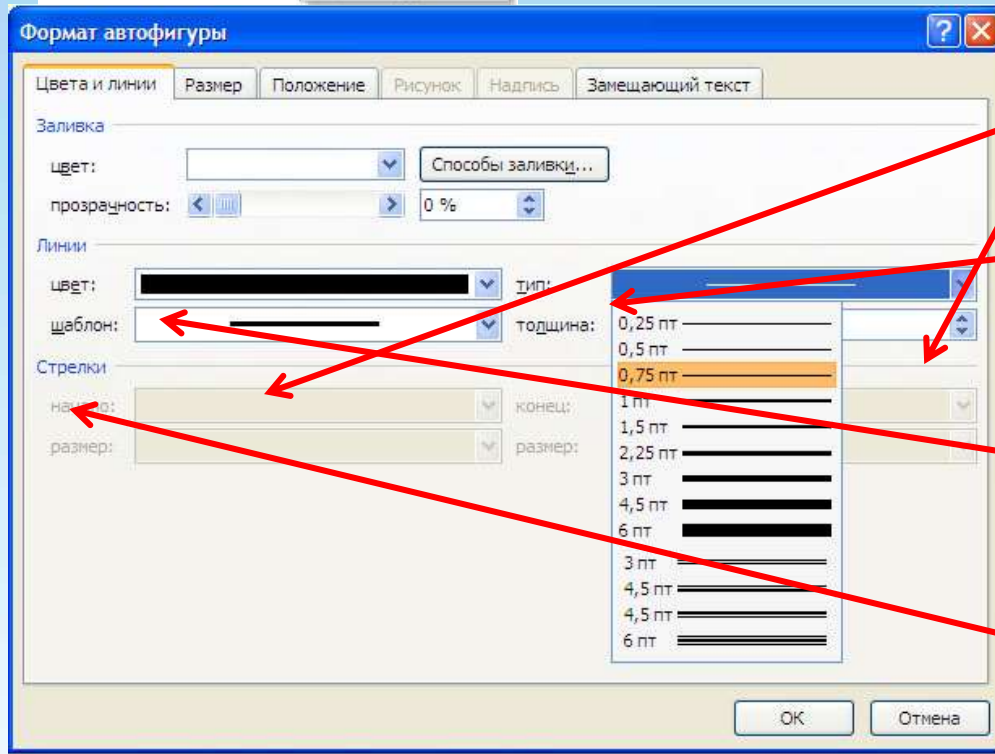 Формат автофигуры
Цвета и линии Размер Положение Рисунок Надпись Замещающий текст
Заливка
цвет: Способы заливки...
прозрачность: 0 %
Линии
цвет: тип:
шаблон: толщина:
0,25 пт
0,5 пт
0,75 пт
1 пт
1,5 пт
2,25 пт
3 пт
4,5 пт
6 пт
3 пт
4,5 пт
4,5 пт
6 пт
Стрелки
начало: конец:
размер: размер:
ОК Отмена